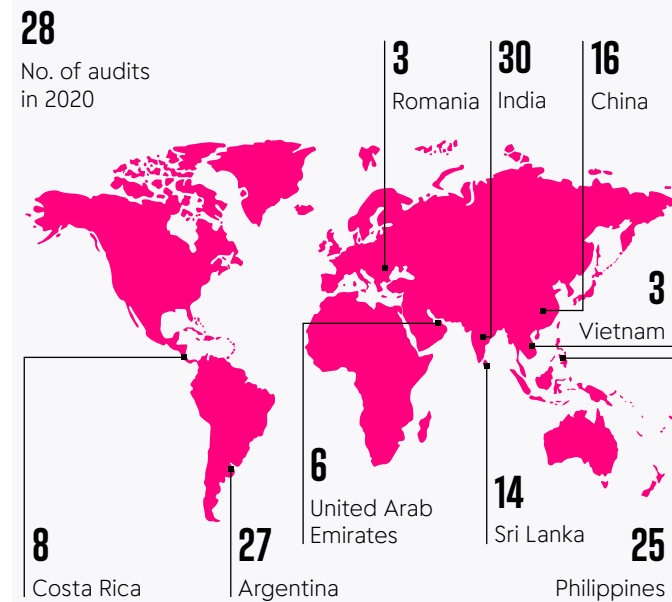 28
No. of audits
in 2020
3
Romania
30
India
16
China
3
Vietnam
6
United Arab
Emirates
14
Sri Lanka
25
Philippines
8
Costa Rica
27
Argentina